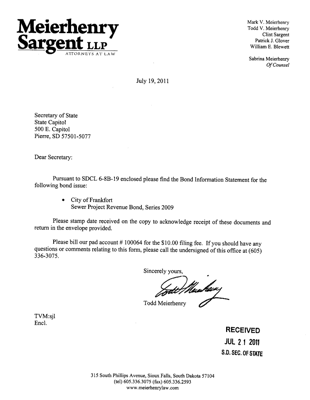 Meierhenry
Sargent LLP
ATTORNEYS AT LAW
Mark V. Meierhenry
Todd V. Meierhenry
Clint Sargent
Patrick J. Glover
William E. Blewett
Sabrina Meierhenry
Of Counsel
July 19, 2011
Secretary of State
State Capitol
500 E. Capitol
Pierre, SD 57501-5077
Dear Secretary:
Pursuant to SDCL 6-8B-19 enclosed please find the Bond Information Statement for the
following bond issue:
• City of Frankfort
Sewer Project Revenue Bond, Series 2009
Please stamp date received on the copy to acknowledge receipt of these documents and
return in the envelope provided.
Please bill our pad account # 100064 for the $10.00 filing fee. If you should have any
questions or comments relating to this form, please call the undersigned of this office at (605)
336-3075.
Sincerely yours,
Todd Meierhenry
Todd Meierhenry
TVM:sjl
Encl.
RECEIVED
JUL 21 2011
S.D. SEC. OF STATE
315 South Phillips Avenue, Sioux Falls, South Dakota 57104
(tel) 605.336.3075 (fax) 605.336.2593
www.meierhenrylaw.com